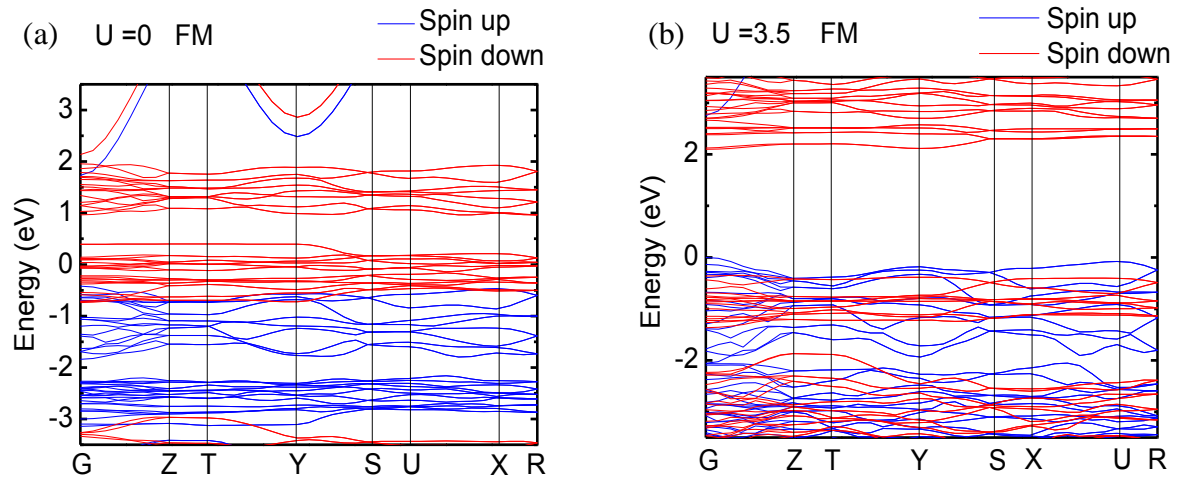 (a) U =0 FM
Spin up
Spin down
3
2
1
0
-1
-2
-3
Energy (eV)
G Z T Y S U X R
(b) U =3.5 FM
Spin up
Spin down
2
0
-2
Energy (eV)
G Z T Y S X U R